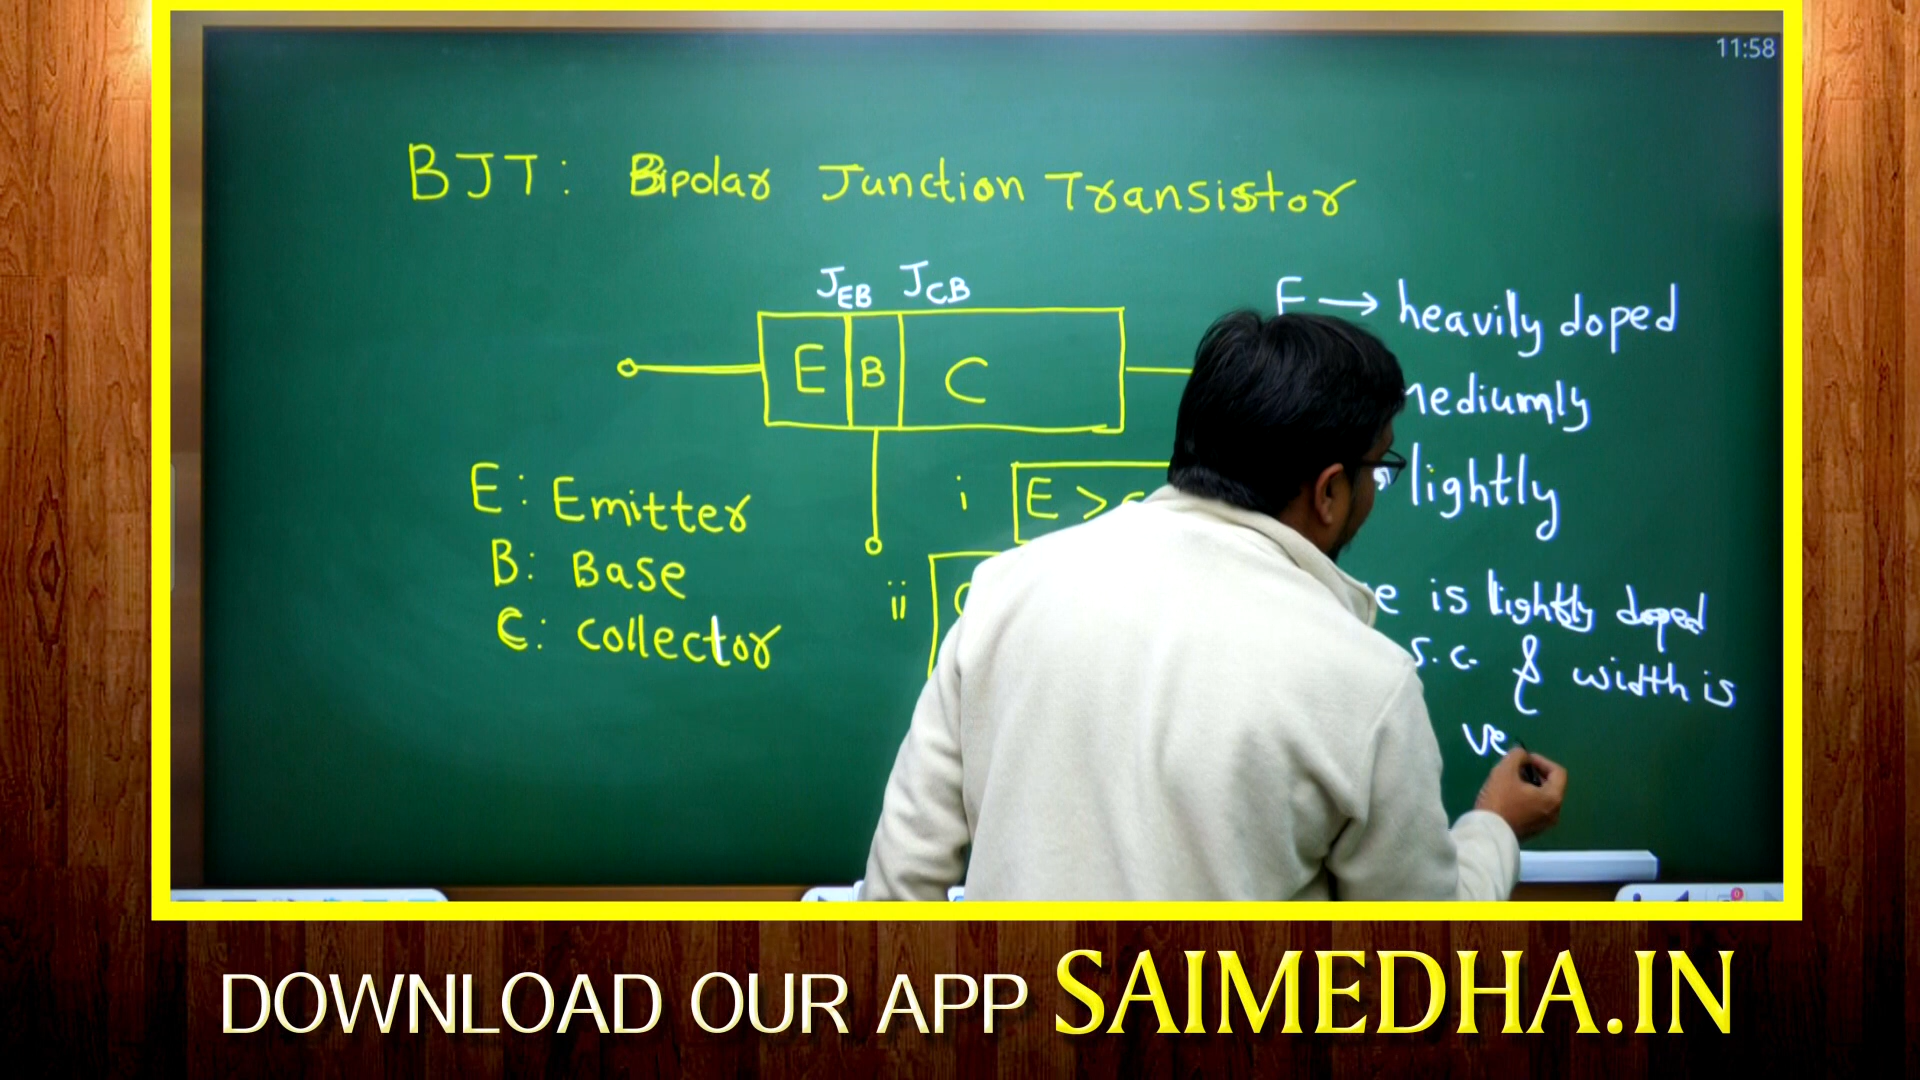 11:58
BJT: Bipolar Junction Transistor
JEB JCB
E B C
→ heavily doped
lightly
E: Emitter
B: Base
C: Collector
i E >
ii
is lightly doped
s.c. & width is
DOWNLOAD OUR APP SAIMEDHA.IN